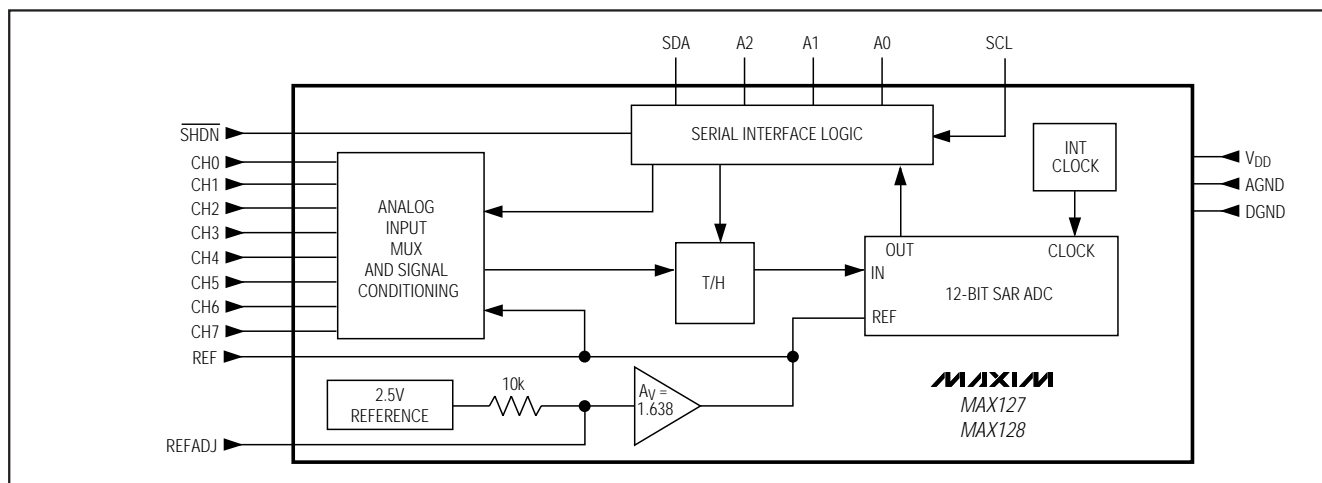 SDA A2 A1 A0 SCL
SHDN
SERIAL INTERFACE LOGIC
INT
CLOCK
VDD
AGND
DGND
CH0
CH1
CH2
CH3
CH4
CH5
CH6
CH7
REF
ANALOG
INPUT
MUX
AND SIGNAL
CONDITIONING
T/H
OUT
CLOCK
IN
12-BIT SAR ADC
REF
2.5V
REFERENCE
10k
AV =
1.638
MAXIM
MAX127
MAX128
REFADJ